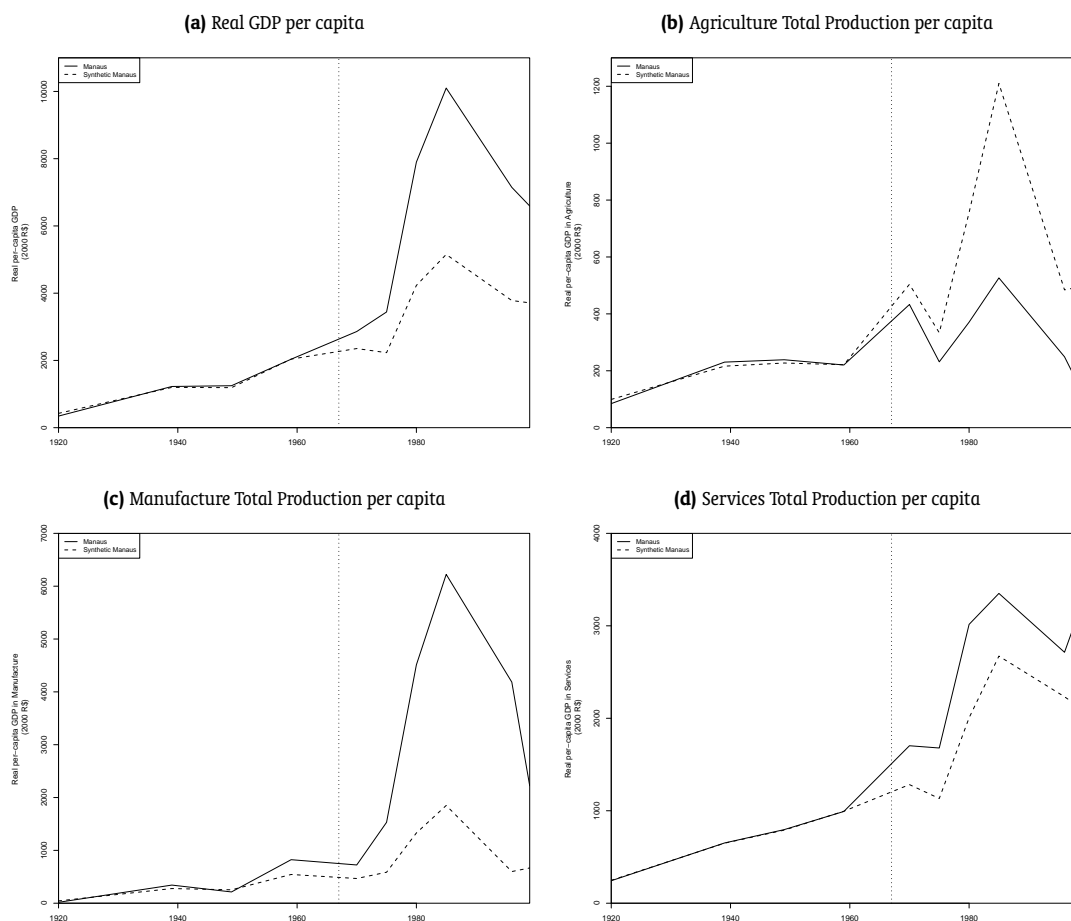 (a) Real GDP per capita
Manaus
Synthetic Manaus
Real per−capita GDP
(2000 R$)
0
2000
4000
6000
8000
10000
1920
1940
1960
1980
(b) Agriculture Total Production per capita
Manaus
Synthetic Manaus
Real per−capita GDP in Agriculture
(2000 R$)
0
200
400
600
800
1000
1200
1920
1940
1960
1980
(c) Manufacture Total Production per capita
Manaus
Synthetic Manaus
Real per−capita GDP in Manufacture
(2000 R$)
0
1000
2000
3000
4000
5000
6000
7000
1920
1940
1960
1980
(d) Services Total Production per capita
Manaus
Synthetic Manaus
Real per−capita GDP in Services
(2000 R$)
0
1000
2000
3000
4000
1920
1940
1960
1980